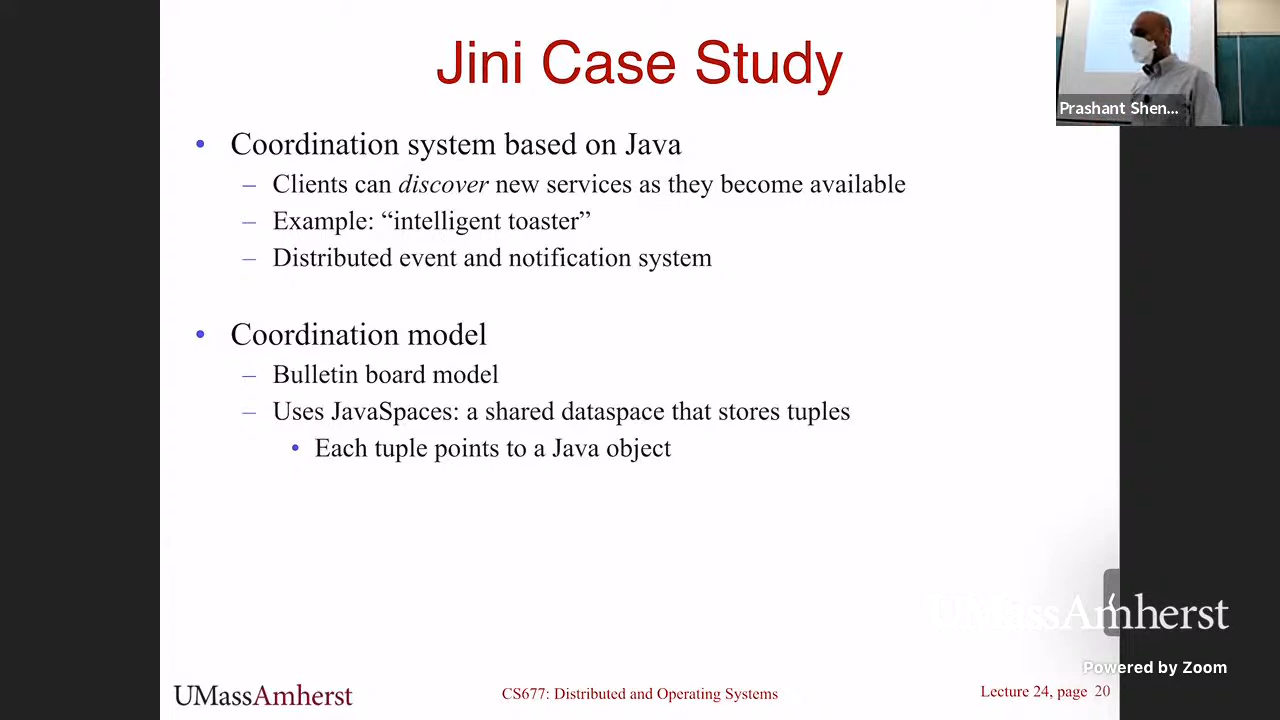 Jini Case Study
Prashant Shen...
• Coordination system based on Java
– Clients can discover new services as they become available
– Example: “intelligent toaster”
– Distributed event and notification system
• Coordination model
– Bulletin board model
– Uses JavaSpaces: a shared dataspace that stores tuples
• Each tuple points to a Java object
UMassAmherst
Powered by Zoom
UMassAmherst
CS677: Distributed and Operating Systems
Lecture 24, page 20